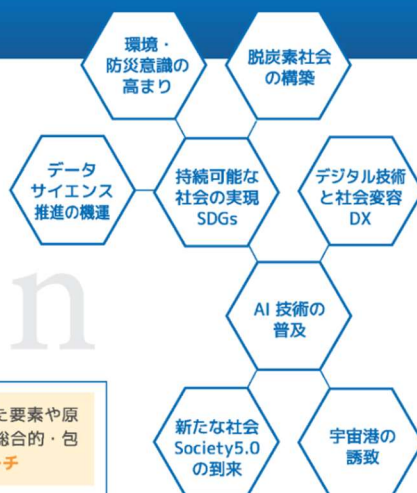 環境・
防災意識の
高まり
脱炭素社会
の構築
データ
サイエンス
推進の機運
持続可能な
社会の実現
SDGs
デジタル技術
と社会変容
DX
n
AI 技術の
普及
た要素や原
総合的・包
チ
新たな社会
Society5.0
の到来
宇宙港の
誘致